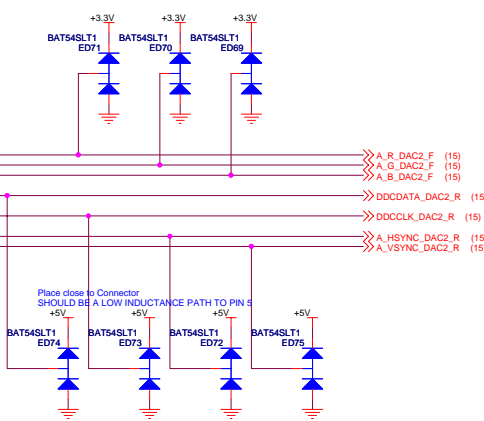 +3.3V +3.3V +3.3V
BAT54SLT1 BAT54SLT1 BAT54SLT1
ED71 ED70 ED69
A_R_DAC2_F (15)
A_G_DAC2_F (15)
A_B_DAC2_F (15)
DDCDATA_DAC2_R (15
DDCCLK_DAC2_R (15)
A_HSYNC_DAC2_R (15
A_VSYNC_DAC2_R (15
Place close to Connector
SHOULD BE A LOW INDUCTANCE PATH TO PIN 5
+5V +5V +5V +5V
BAT54SLT1 BAT54SLT1 BAT54SLT1 BAT54SLT1
ED74 ED73 ED72 ED75